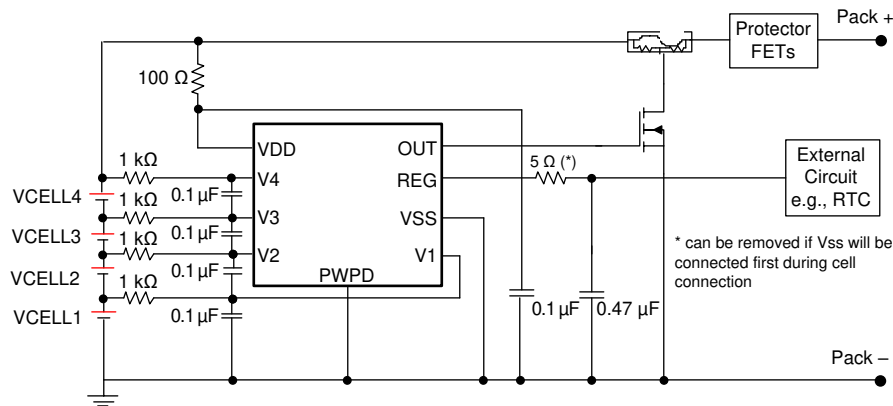 Pack +
Protector
FETs
100 Ω
VDD
OUT
1 kΩ
V4
REG
5 Ω (*)
External
Circuit
e.g., RTC
VCELL4
0.1 µF
1 kΩ
V3
VSS
VCELL3
0.1 µF
1 kΩ
V2
V1
* can be removed if Vss will be
connected first during cell
connection
VCELL2
0.1 µF
1 kΩ
PWPD
VCELL1
0.1 µF
0.1 µF
0.47 µF
Pack –